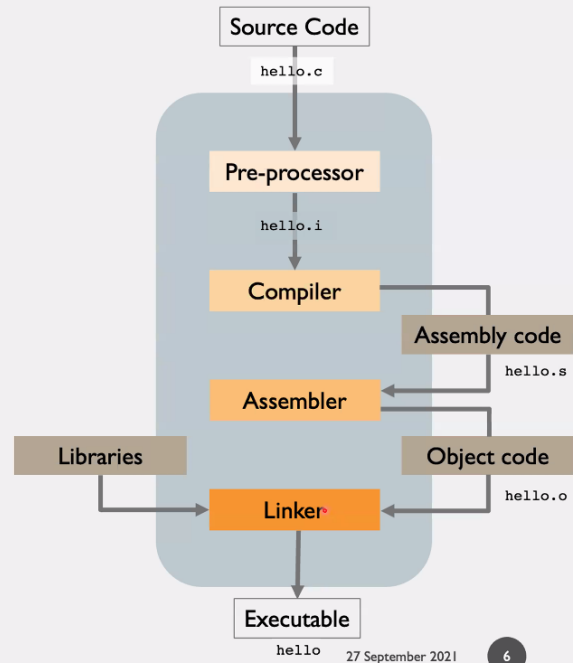 Source Code
hello.c
Pre-processor
hello.i
Compiler
Assembly code
hello.s
Assembler
Libraries
Object code
hello.o
Linker
Executable
hello
27 September 2021
6